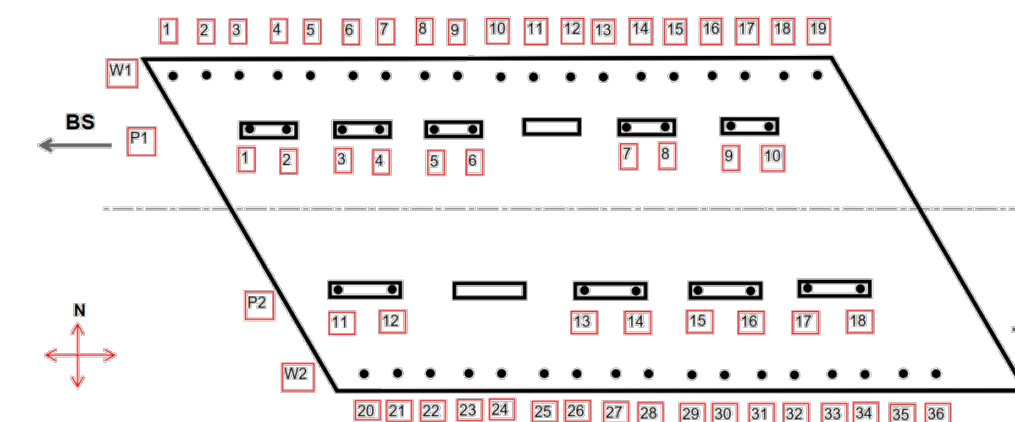 1 2 3 4 5 6 7 8 9 10 11 12 13 14 15 16 17 18 19
W1
BS
P1
1 2 3 4 5 6 7 8 9 10
P2
N
11 12 13 14 15 16 17 18
W2
20 21 22 23 24 25 26 27 28 29 30 31 32 33 34 35 36